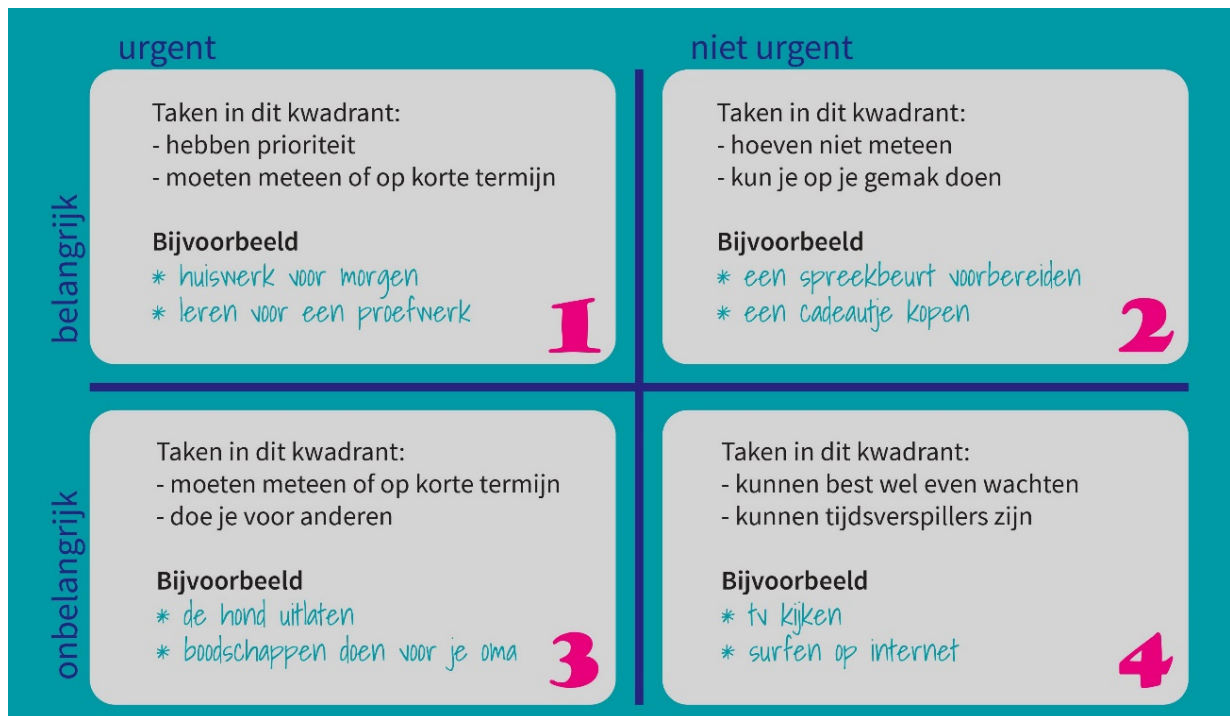 urgent
niet urgent
belangrijk
Taken in dit kwadrant:
- hebben prioriteit
- moeten meteen of op korte termijn
Bijvoorbeeld
* huiswerk voor morgen
* leren voor een proefwerk
1
Taken in dit kwadrant:
- hoeven niet meteen
- kun je op je gemak doen
Bijvoorbeeld
* een spreekbeurt voorbereiden
* een cadeautje kopen
2
onbelangrijk
Taken in dit kwadrant:
- moeten meteen of op korte termijn
- doe je voor anderen
Bijvoorbeeld
* de hond uitlaten
* boodschappen doen voor je oma
3
Taken in dit kwadrant:
- kunnen best wel even wachten
- kunnen tijdsverspillers zijn
Bijvoorbeeld
* tv kijken
* surfen op internet
4